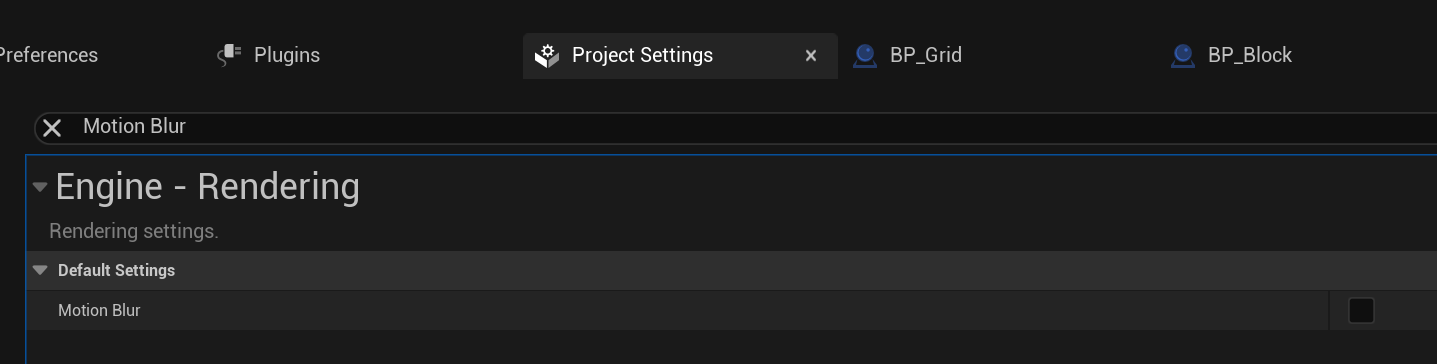 Preferences
Plugins
Project Settings
BP_Grid
BP_Block
Motion Blur
Engine - Rendering
Rendering settings.
Default Settings
Motion Blur